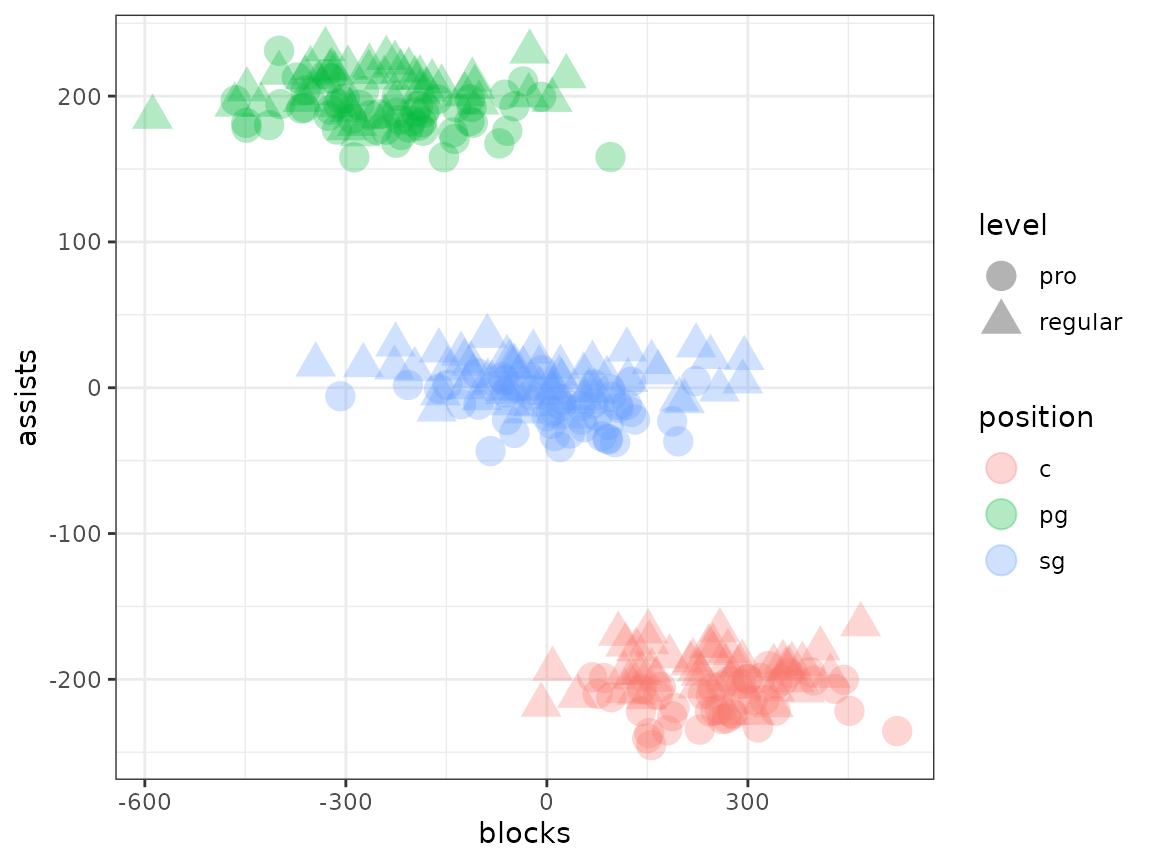 200
100
0
-100
-200
assists
-600 -300 0 300
blocks
level
pro
regular
position
c
pg
sg